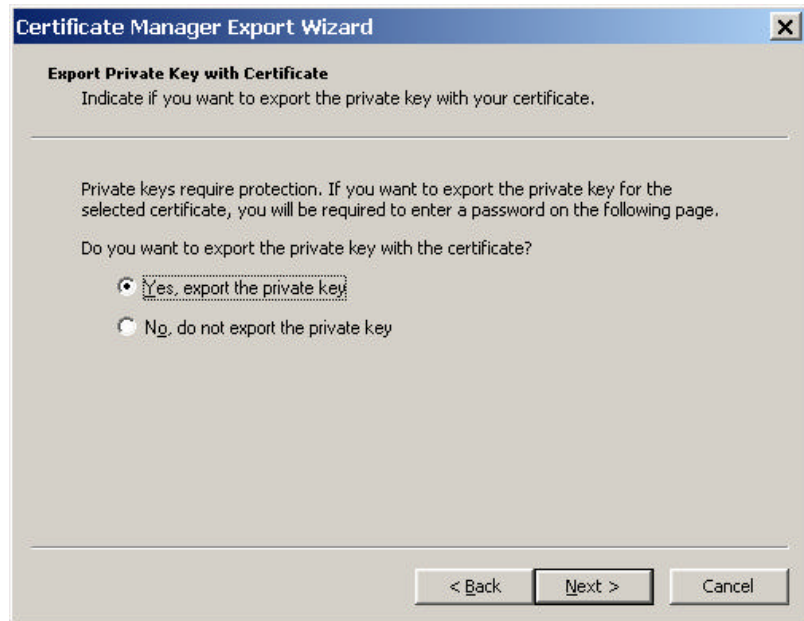 Certificate Manager Export Wizard
Export Private Key with Certificate
Indicate if you want to export the private key with your certificate.
Private keys require protection. If you want to export the private key for the
selected certificate, you will be required to enter a password on the following page.
Do you want to export the private key with the certificate?
Yes, export the private key
No, do not export the private key
< Back Next > Cancel